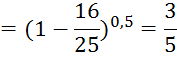 = (1 − 16/25)^0,5 = 3/5